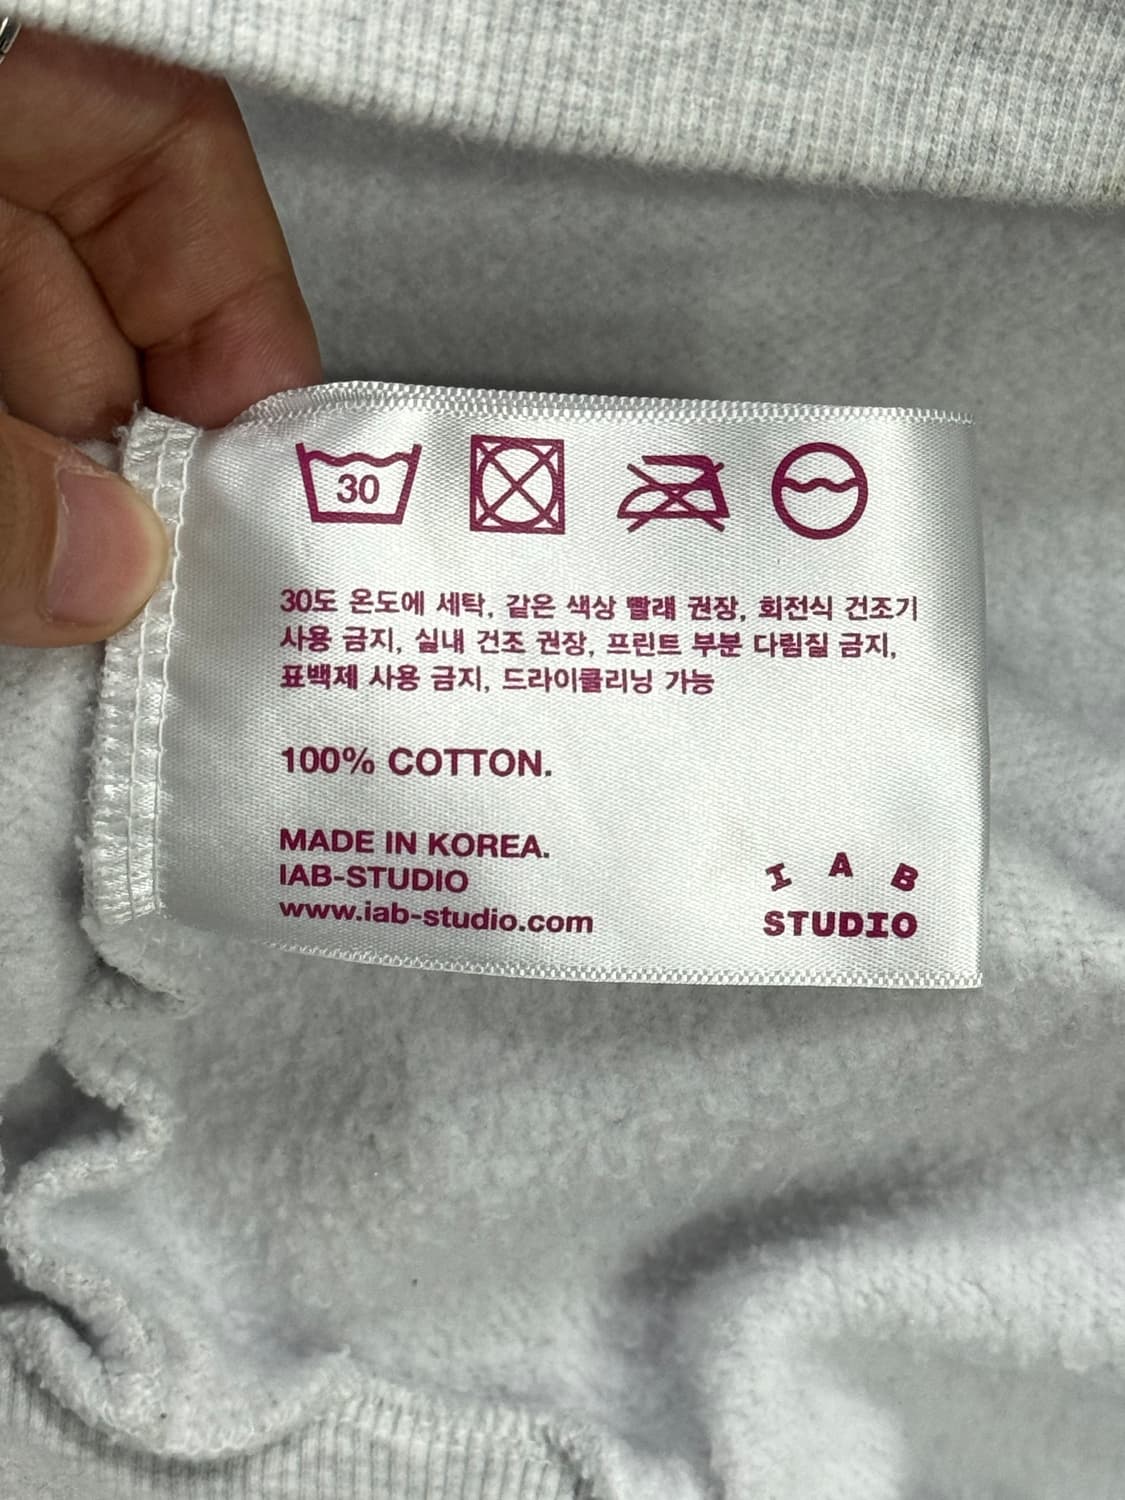 30
30도 온도에 세탁, 같은 색상 빨래 권장, 회전식 건조기
사용 금지, 실내 건조 권장, 프린트 부분 다림질 금지,
표백제 사용 금지, 드라이클리닝 가능
100% COTTON.
MADE IN KOREA.
IAB-STUDIO
www.iab-studio.com
I A B
STUDIO